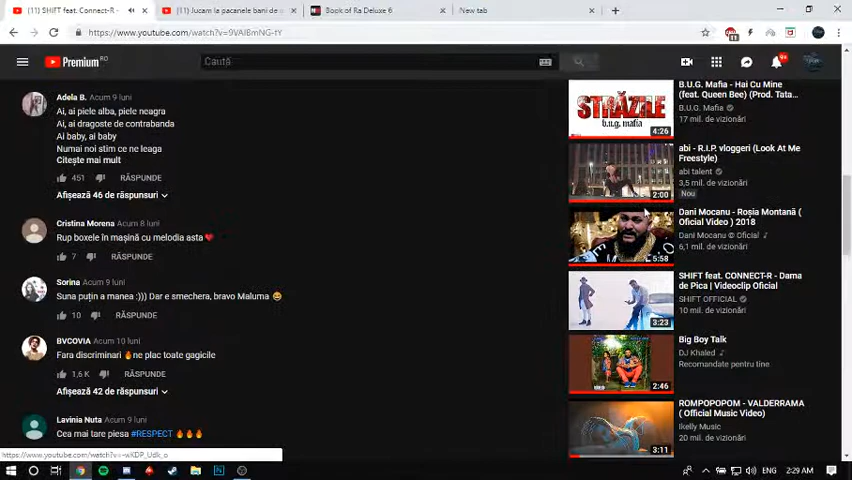 (11) SHIFT feat. Connect-R -
(11) Jucam la pacanele bani de
Book of Ra Deluxe 6
New tab
https://www.youtube.com/watch?v=9VAIBmNG-tY
11
Premium RO
Caută
9+
Adela B. Acum 9 luni
Ai, ai piele alba, piele neagra
Ai, ai dragoste de contrabanda
Ai baby, ai baby
Numai noi stim ce ne leaga
Citește mai mult
451 RĂSPUNDE
Afișează 46 de răspunsuri
Cristina Morena Acum 8 luni
Rup boxele în mașină cu melodia asta❤
7 RĂSPUNDE
Sorina Acum 9 luni
Suna puțin a manea :))) Dar e smechera, bravo Maluma 😄
10 RĂSPUNDE
BVCOVIA Acum 10 luni
Fara discriminari 🔥ne plac toate gagicile
1,6 K RĂSPUNDE
Afișează 42 de răspunsuri
Lavinia Nuta Acum 9 luni
Cea mai tare piesa #RESPECT 🔥🔥🔥
https://www.youtube.com/watch?v=-wKDP_Udk_o
STRĂZILE
b.u.g. mafia
4:26
B.U.G. Mafia - Hai Cu Mine
(feat. Queen Bee) (Prod. Tata...
B.U.G. Mafia
17 mil. de vizionări
2:00
abi - R.I.P. vloggeri (Look At Me
Freestyle)
abi talent
3,5 mil. de vizionări
Nou
5:58
Dani Mocanu - Roșia Montană (
Oficial Video ) 2018
Dani Mocanu © Oficial
6,1 mil. de vizionări
3:23
SHIFT feat. CONNECT-R - Dama
de Pica | Videoclip Oficial
SHIFT OFFICIAL
10 mil. de vizionări
2:46
Big Boy Talk
DJ Khaled
Recomandate pentru tine
3:11
ROMPOPOPOM - VALDERRAMA
( Official Music Video)
Ikelly Music
20 mil. de vizionări
ENG
2:29 AM